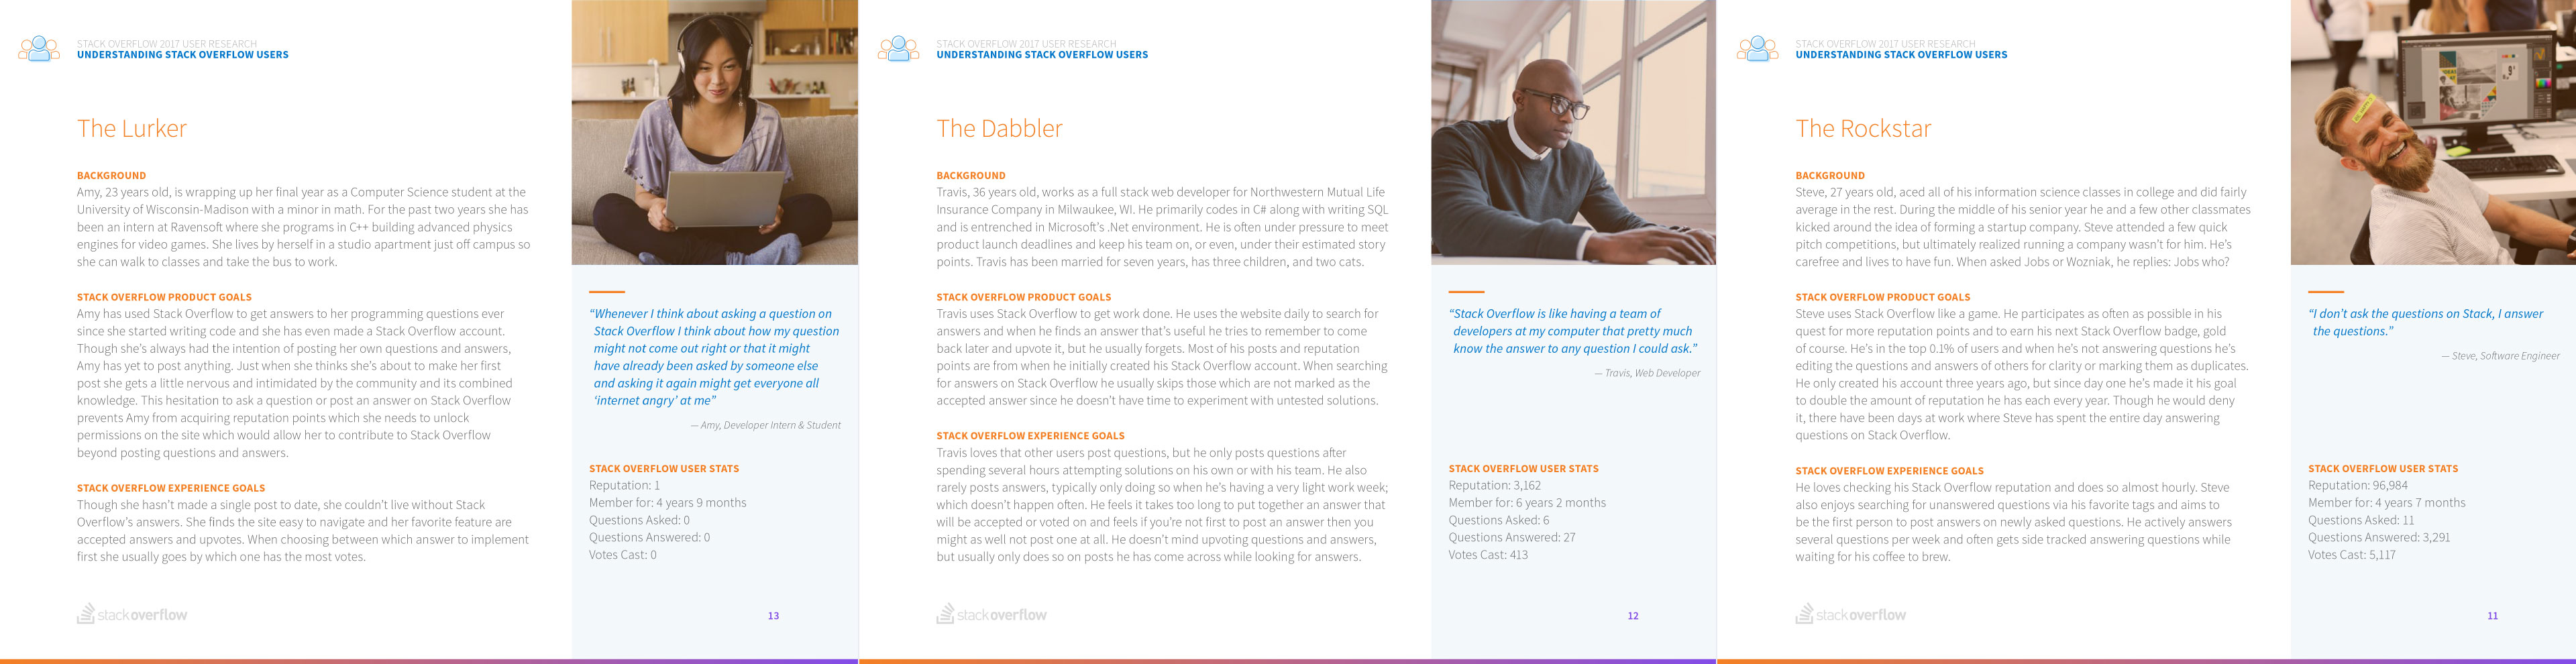 STACK OVERFLOW 2017 USER RESEARCH
UNDERSTANDING STACK OVERFLOW USERS
The Lurker
BACKGROUND
Amy, 23 years old, is wrapping up her final year as a Computer Science student at the
University of Wisconsin-Madison with a minor in math. For the past two years she has
been an intern at Ravensoft where she programs in C++ building advanced physics
engines for video games. She lives by herself in a studio apartment just off campus so
she can walk to classes and take the bus to work.
STACK OVERFLOW PRODUCT GOALS
Amy has used Stack Overflow to get answers to her programming questions ever
since she started writing code and she has even made a Stack Overflow account.
Though she's always had the intention of posting her own questions and answers,
Amy has yet to post anything. Just when she thinks she's about to make her first
post she gets a little nervous and intimidated by the community and its combined
knowledge. This hesitation to ask a question or post an answer on Stack Overflow
prevents Amy from acquiring reputation points which she needs to unlock
permissions on the site which would allow her to contribute to Stack Overflow
beyond posting questions and answers.
STACK OVERFLOW EXPERIENCE GOALS
Though she hasn't made a single post to date, she couldn't live without Stack
Overflow's answers. She finds the site easy to navigate and her favorite feature are
accepted answers and upvotes. When choosing between which answer to implement
first she usually goes by which one has the most votes.
stackoverflow
“Whenever I think about asking a question on
Stack Overflow I think about how my question
might not come out right or that it might
have already been asked by someone else
and asking it again might get everyone all
‘internet angry’ at me”
— Amy, Developer Intern & Student
STACK OVERFLOW USER STATS
Reputation: 1
Member for: 4 years 9 months
Questions Asked: 0
Questions Answered: 0
Votes Cast: 0
13
STACK OVERFLOW 2017 USER RESEARCH
UNDERSTANDING STACK OVERFLOW USERS
The Dabbler
BACKGROUND
Travis, 36 years old, works as a full stack web developer for Northwestern Mutual Life
Insurance Company in Milwaukee, WI. He primarily codes in C# along with writing SQL
and is entrenched in Microsoft's .Net environment. He is often under pressure to meet
product launch deadlines and keep his team on, or even, under their estimated story
points. Travis has been married for seven years, has three children, and two cats.
STACK OVERFLOW PRODUCT GOALS
Travis uses Stack Overflow to get work done. He uses the website daily to search for
answers and when he finds an answer that's useful he tries to remember to come
back later and upvote it, but he usually forgets. Most of his posts and reputation
points are from when he initially created his Stack Overflow account. When searching
for answers on Stack Overflow he usually skips those which are not marked as the
accepted answer since he doesn't have time to experiment with untested solutions.
STACK OVERFLOW EXPERIENCE GOALS
Travis loves that other users post questions, but he only posts questions after
spending several hours attempting solutions on his own or with his team. He also
rarely posts answers, typically only doing so when he's having a very light work week;
which doesn't happen often. He feels it takes too long to put together an answer that
will be accepted or voted on and feels if you're not first to post an answer then you
might as well not post one at all. He doesn't mind upvoting questions and answers,
but usually only does so on posts he has come across while looking for answers.
stackoverflow
“Stack Overflow is like having a team of
developers at my computer that pretty much
know the answer to any question I could ask.”
— Travis, Web Developer
STACK OVERFLOW USER STATS
Reputation: 3,162
Member for: 6 years 2 months
Questions Asked: 6
Questions Answered: 27
Votes Cast: 413
12
STACK OVERFLOW 2017 USER RESEARCH
UNDERSTANDING STACK OVERFLOW USERS
The Rockstar
BACKGROUND
Steve, 27 years old, aced all of his information science classes in college and did fairly
average in the rest. During the middle of his senior year he and a few other classmates
kicked around the idea of forming a startup company. Steve attended a few quick
pitch competitions, but ultimately realized running a company wasn't for him. He's
carefree and lives to have fun. When asked Jobs or Wozniak, he replies: Jobs who?
STACK OVERFLOW PRODUCT GOALS
Steve uses Stack Overflow like a game. He participates as often as possible in his
quest for more reputation points and to earn his next Stack Overflow badge, gold
of course. He's in the top 0.1% of users and when he's not answering questions he's
editing the questions and answers of others for clarity or marking them as duplicates.
He only created his account three years ago, but since day one he's made it his goal
to double the amount of reputation he has each every year. Though he would deny
it, there have been days at work where Steve has spent the entire day answering
questions on Stack Overflow.
STACK OVERFLOW EXPERIENCE GOALS
He loves checking his Stack Overflow reputation and does so almost hourly. Steve
also enjoys searching for unanswered questions via his favorite tags and aims to
be the first person to post answers on newly asked questions. He actively answers
several questions per week and often gets side tracked answering questions while
waiting for his coffee to brew.
stackoverflow
“I don't ask the questions on Stack, I answer
the questions.”
— Steve, Software Engineer
STACK OVERFLOW USER STATS
Reputation: 96,984
Member for: 4 years 7 months
Questions Asked: 11
Questions Answered: 3,291
Votes Cast: 5,117
11